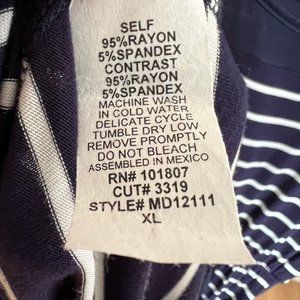 SELF
95%RAYON
5%SPANDEX
CONTRAST
95%RAYON
5%SPANDEX
MACHINE WASH
IN COLD WATER
DELICATE CYCLE
TUMBLE DRY LOW
REMOVE PROMPTLY
DO NOT BLEACH
ASSEMBLED IN MEXICO
RN# 101807
CUT# 3319
STYLE# MD12111
XL